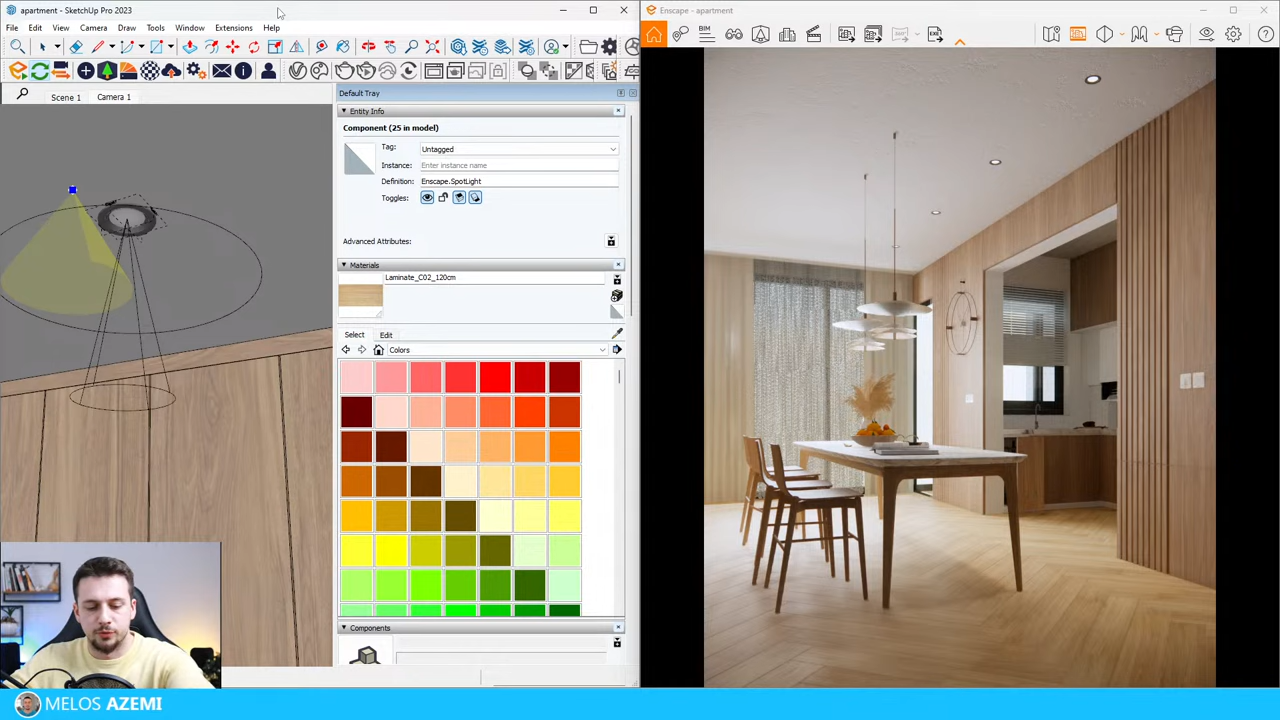 apartment - SketchUp Pro 2023
File Edit View Camera Draw Tools Window Extensions Help
Scene 1 Camera 1
Default Tray
Entity Info
Component (25 in model)
Tag: Untagged
Instance: Enter instance name
Definition: Enscape.SpotLight
Toggles:
Advanced Attributes:
Materials
Laminate_C02_120cm
Select Edit
Colors
Components
Enscape - apartment
BIM
MELOS AZEMI